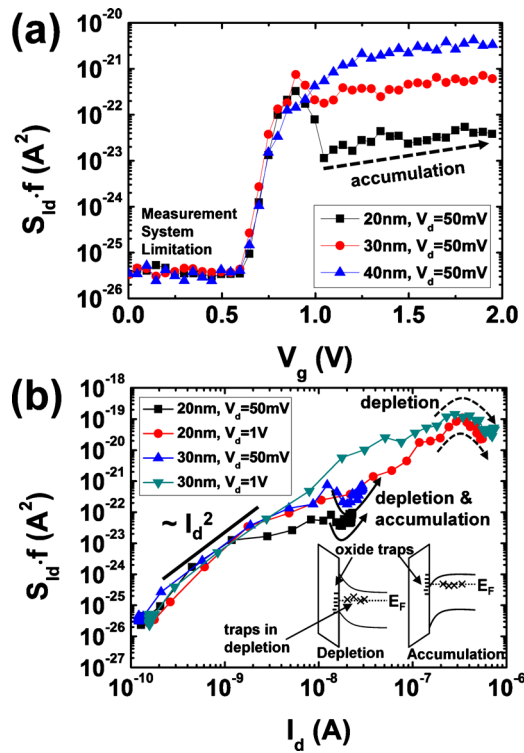 (a)
10⁻²⁰
10⁻²¹
10⁻²²
10⁻²³
10⁻²⁴
10⁻²⁵
10⁻²⁶
S_Id·f (A²)
Measurement
System
Limitation
accumulation
20nm, V_d=50mV
30nm, V_d=50mV
40nm, V_d=50mV
0.0 0.5 1.0 1.5 2.0
V_g (V)
(b)
10⁻¹⁸
10⁻¹⁹
10⁻²⁰
10⁻²¹
10⁻²²
10⁻²³
10⁻²⁴
10⁻²⁵
10⁻²⁶
10⁻²⁷
S_Id·f (A²)
20nm, V_d=50mV
20nm, V_d=1V
30nm, V_d=50mV
30nm, V_d=1V
depletion
~ I_d²
depletion &
accumulation
oxide traps
E_F
E_F
traps in
depletion
Depletion
Accumulation
10⁻¹⁰ 10⁻⁹ 10⁻⁸ 10⁻⁷ 10⁻⁶
I_d (A)